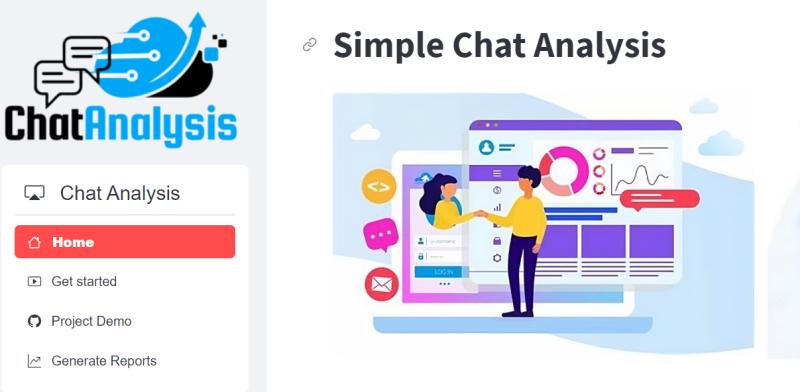 ChatAnalysis
Chat Analysis
Home
Get started
Project Demo
Generate Reports
Simple Chat Analysis
LOG IN